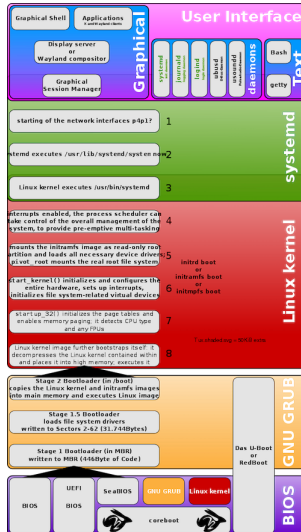 User Interface
Graphical Shell
Applications
Display server
or
Wayland compositor
Graphical
Session Manager
Graphical
systemd
journald
logind
ubusd
usoundd
daemons
Bash
getty
Text
starting of the network interfaces p4p1?
1
stemd executes /usr/lib/systemd/system
2
Linux kernel executes /usr/bin/systemd
3
systemd
interrupts enabled, the process scheduler can
take control of the overall management of the
system, to provide pre-emptive multi-tasking
4
mounts the initramfs image as read-only root
partition and loads all necessary device drivers;
pivot_root mounts the real root file system
5
start_kernel() initializes and configures the
entire hardware, sets up interrupts,
initializes file system-related virtual devices
6
startup_32() initializes the page tables and
enables memory paging; it detects CPU type
and any FPUs
7
Linux kernel image further bootstraps itself: it
decompresses the Linux kernel contained within
and places it into high memory; executes it
8
initrd boot
or
initramfs boot
or
initmpfs boot
Linux kernel
Stage 2 Bootloader (in /boot)
copies the Linux kernel and initramfs images
into main memory and executes Linux image
Stage 1.5 Bootloader
loads file system drivers
written to Sectors 2-62 (31.744Bytes)
Stage 1 Bootloader (in MBR)
written to MBR (446Byte of Code)
GNU GRUB
Das U-Boot
or
RedBoot
BIOS
UEFI
BIOS
SeaBIOS
GNU GRUB
Linux kernel
coreboot
BIOS